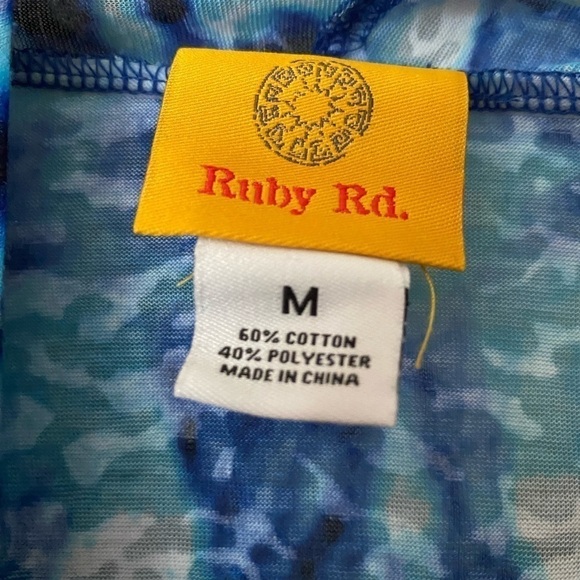 Ruby Rd.
M
60% COTTON
40% POLYESTER
MADE IN CHINA